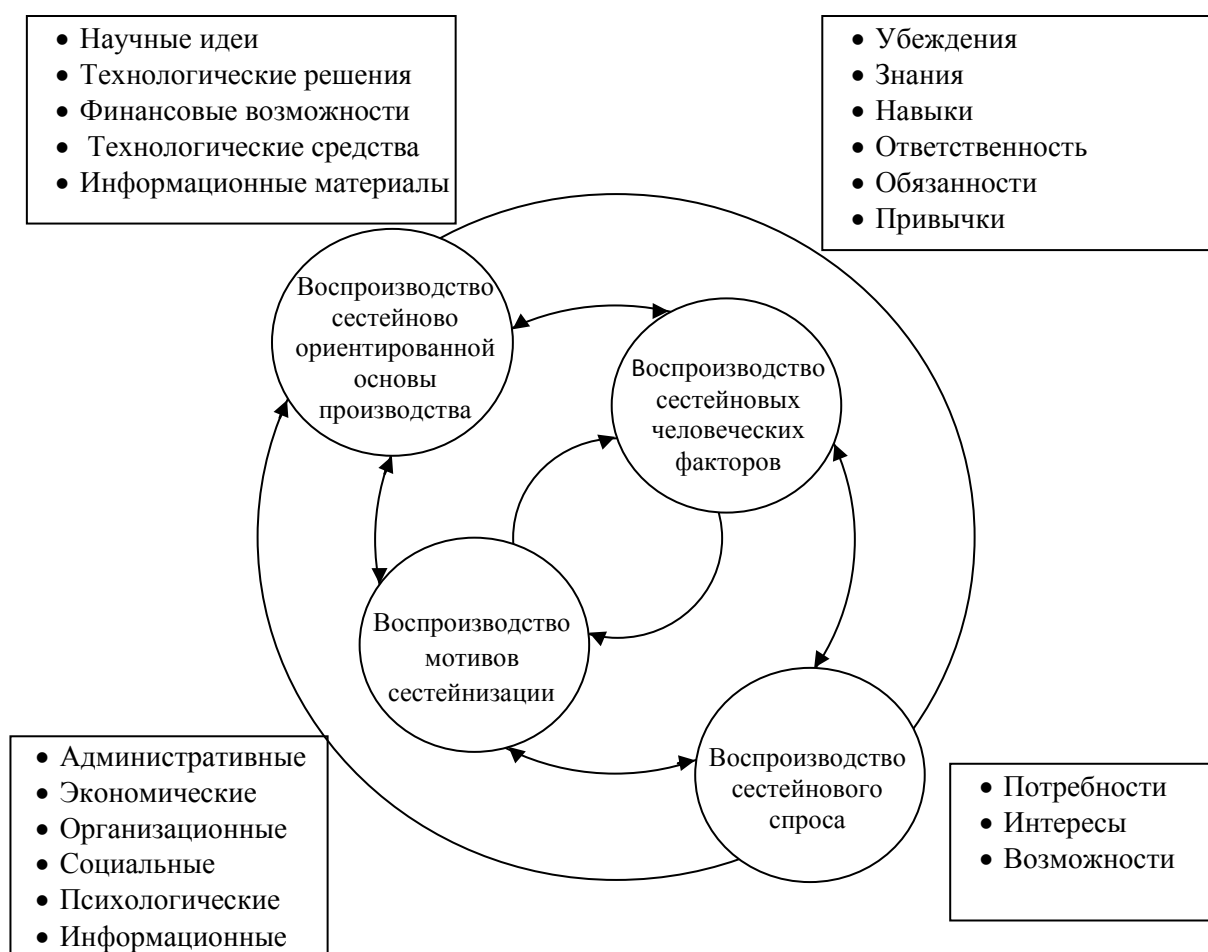 • Научные идеи
• Технологические решения
• Финансовые возможности
• Технологические средства
• Информационные материалы
• Убеждения
• Знания
• Навыки
• Ответственность
• Обязанности
• Привычки
Воспроизводство
сестейново
ориентированной
основы
производства
Воспроизводство
сестейновых
человеческих
факторов
Воспроизводство
мотивов
сестейнизации
Воспроизводство
сестейнового
спроса
• Административные
• Экономические
• Организационные
• Социальные
• Психологические
• Информационные
• Потребности
• Интересы
• Возможности